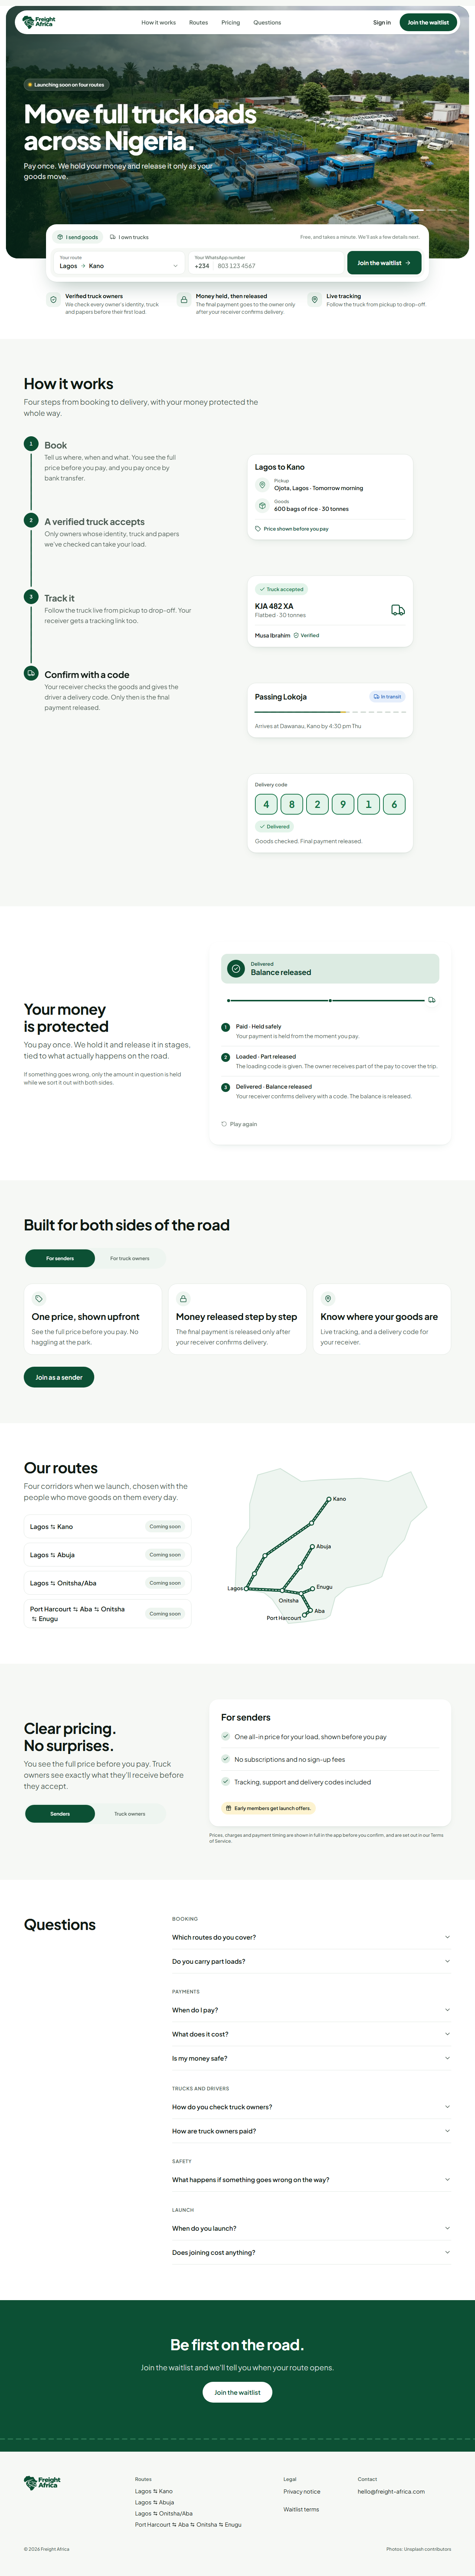 Freight
Africa
How it works
Routes
Pricing
Questions
Sign in
Join the waitlist
Launching soon on four routes
Move full truckloads
across Nigeria.
Pay once. We hold your money and release it only as your
goods move.
I send goods
I own trucks
Free, and takes a minute. We'll ask a few details next.
Your route
Lagos → Kano
Your WhatsApp number
+234 803 123 4567
Join the waitlist →
Verified truck owners
We check every owner's identity, truck
and papers before their first load.
Money held, then released
The final payment goes to the owner only
after your receiver confirms delivery.
Live tracking
Follow the truck from pickup to drop-off.
How it works
Four steps from booking to delivery, with your money protected the
whole way.
1
Book
Tell us where, when and what. You see the full
price before you pay, and you pay once by
bank transfer.
2
A verified truck accepts
Only owners whose identity, truck and papers
we've checked can take your load.
3
Track it
Follow the truck live from pickup to drop-off. Your
receiver gets a tracking link too.
Confirm with a code
Your receiver checks the goods and gives the
driver a delivery code. Only then is the final
payment released.
Lagos to Kano
Pickup
Ojota, Lagos · Tomorrow morning
Goods
600 bags of rice · 30 tonnes
Price shown before you pay
Truck accepted
KJA 482 XA
Flatbed · 30 tonnes
Musa Ibrahim Verified
Passing Lokoja
In transit
Arrives at Dawanau, Kano by 4:30 pm Thu
Delivery code
4 8 2 9 1 6
Delivered
Goods checked. Final payment released.
Your money
is protected
You pay once. We hold it and release it in stages,
tied to what actually happens on the road.
If something goes wrong, only the amount in question is held
while we sort it out with both sides.
Delivered
Balance released
1
Paid · Held safely
Your payment is held from the moment you pay.
2
Loaded · Part released
The loading code is given. The owner receives part of the pay to cover the trip.
3
Delivered · Balance released
Your receiver confirms delivery with a code. The balance is released.
Play again
Built for both sides of the road
For senders
For truck owners
One price, shown upfront
See the full price before you pay. No
haggling at the park.
Money released step by step
The final payment is released only after
your receiver confirms delivery.
Know where your goods are
Live tracking, and a delivery code for
your receiver.
Join as a sender
Our routes
Four corridors when we launch, chosen with the
people who move goods on them every day.
Lagos ⇆ Kano
Coming soon
Lagos ⇆ Abuja
Coming soon
Lagos ⇆ Onitsha/Aba
Coming soon
Port Harcourt ⇆ Aba ⇆ Onitsha
⇆ Enugu
Coming soon
Kano
Abuja
Lagos
Enugu
Onitsha
Aba
Port Harcourt
Clear pricing.
No surprises.
You see the full price before you pay. Truck
owners see exactly what they'll receive before
they accept.
Senders
Truck owners
For senders
One all-in price for your load, shown before you pay
No subscriptions and no sign-up fees
Tracking, support and delivery codes included
Early members get launch offers.
Prices, charges and payment timing are shown in full in the app before you confirm, and are set out in our Terms
of Service.
Questions
BOOKING
Which routes do you cover?
Do you carry part loads?
PAYMENTS
When do I pay?
What does it cost?
Is my money safe?
TRUCKS AND DRIVERS
How do you check truck owners?
How are truck owners paid?
SAFETY
What happens if something goes wrong on the way?
LAUNCH
When do you launch?
Does joining cost anything?
Be first on the road.
Join the waitlist and we'll tell you when your route opens.
Join the waitlist
Freight
Africa
Routes
Lagos ⇆ Kano
Lagos ⇆ Abuja
Lagos ⇆ Onitsha/Aba
Port Harcourt ⇆ Aba ⇆ Onitsha ⇆ Enugu
Legal
Privacy notice
Waitlist terms
Contact
hello@freight-africa.com
© 2026 Freight Africa
Photos: Unsplash contributors